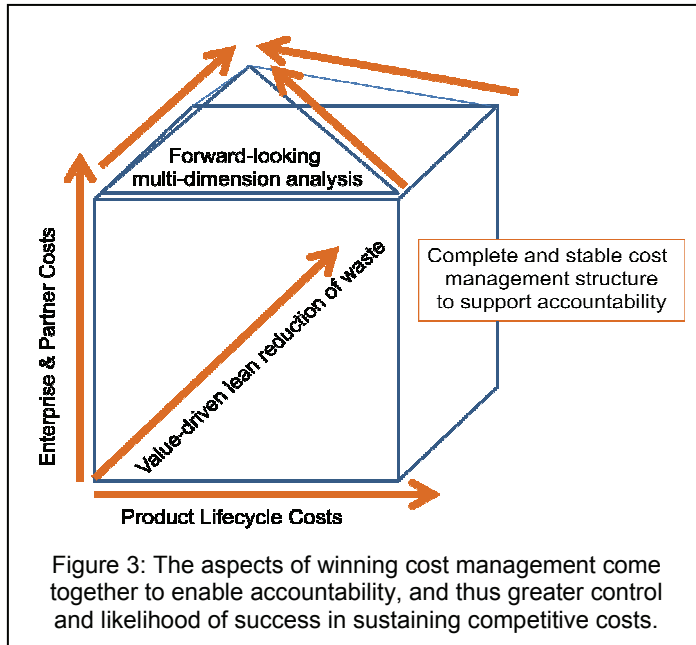 Forward-looking
multi-dimension analysis
Enterprise & Partner Costs
Value-driven lean reduction of waste
Complete and stable cost
management structure
to support accountability
Product Lifecycle Costs
Figure 3: The aspects of winning cost management come
together to enable accountability, and thus greater control
and likelihood of success in sustaining competitive costs.